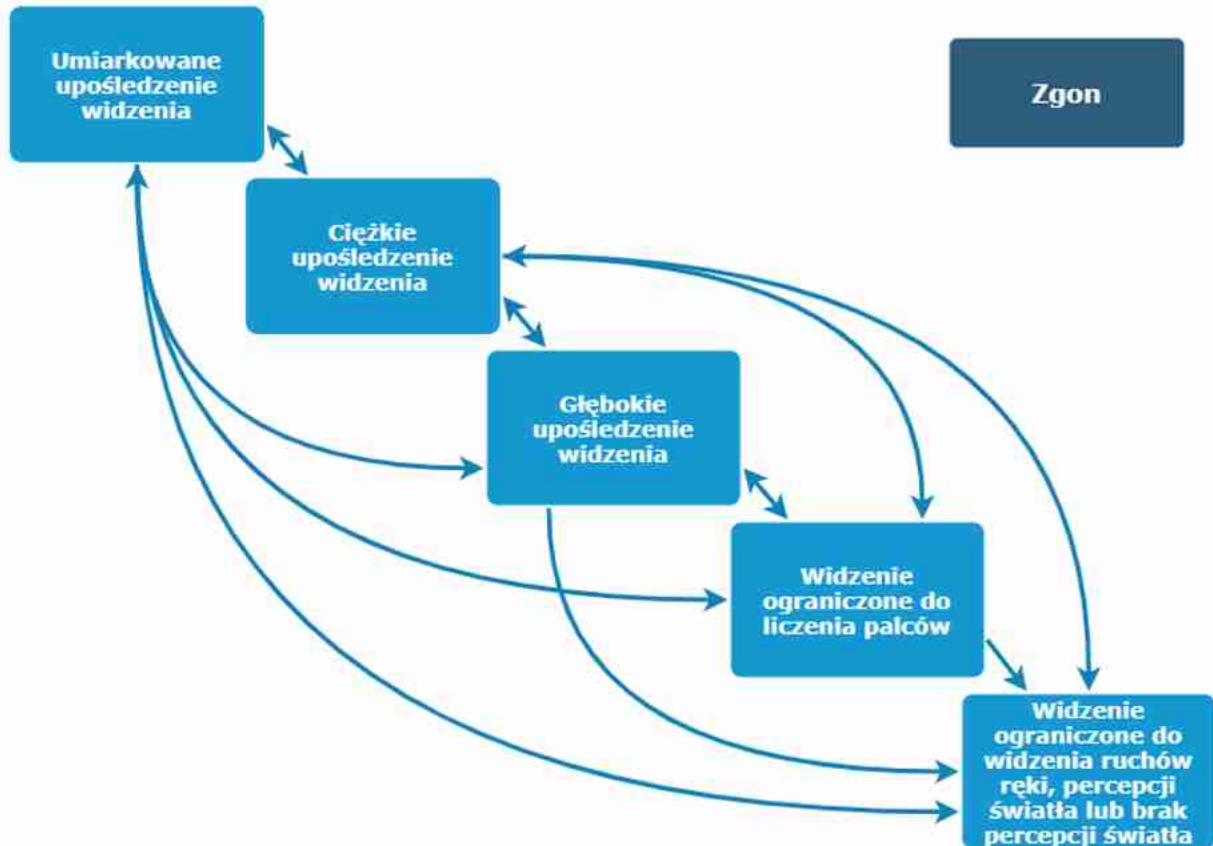 Umiarkowane
upośledzenie
widzenia
Zgon
Ciężkie
upośledzenie
widzenia
Głębokie
upośledzenie
widzenia
Widzenie
ograniczone do
liczenia palców
Widzenie
ograniczone do
widzenia ruchów
ręki, percepcji
światła lub brak
percepcji światła